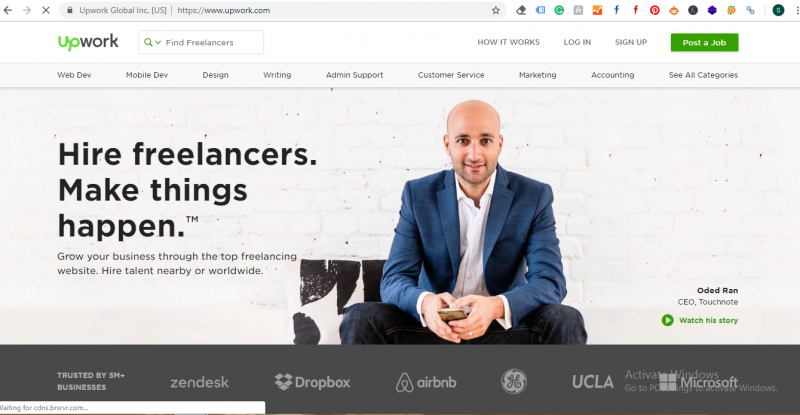 Upwork Global Inc. [US] | https://www.upwork.com
S
upwork
Find Freelancers
HOW IT WORKS
LOG IN
SIGN UP
Post a Job
Web Dev
Mobile Dev
Design
Writing
Admin Support
Customer Service
Marketing
Accounting
See All Categories
Hire freelancers.
Make things
happen.™
Grow your business through the top freelancing
website. Hire talent nearby or worldwide.
Oded Ran
CEO, Touchnote
Watch his story
TRUSTED BY 5M+
BUSINESSES
zendesk
Dropbox
airbnb
GE
UCLA
Microsoft
Activate Windows
Go to PC settings to activate Windows.
Waiting for cdns.brsrvr.com...